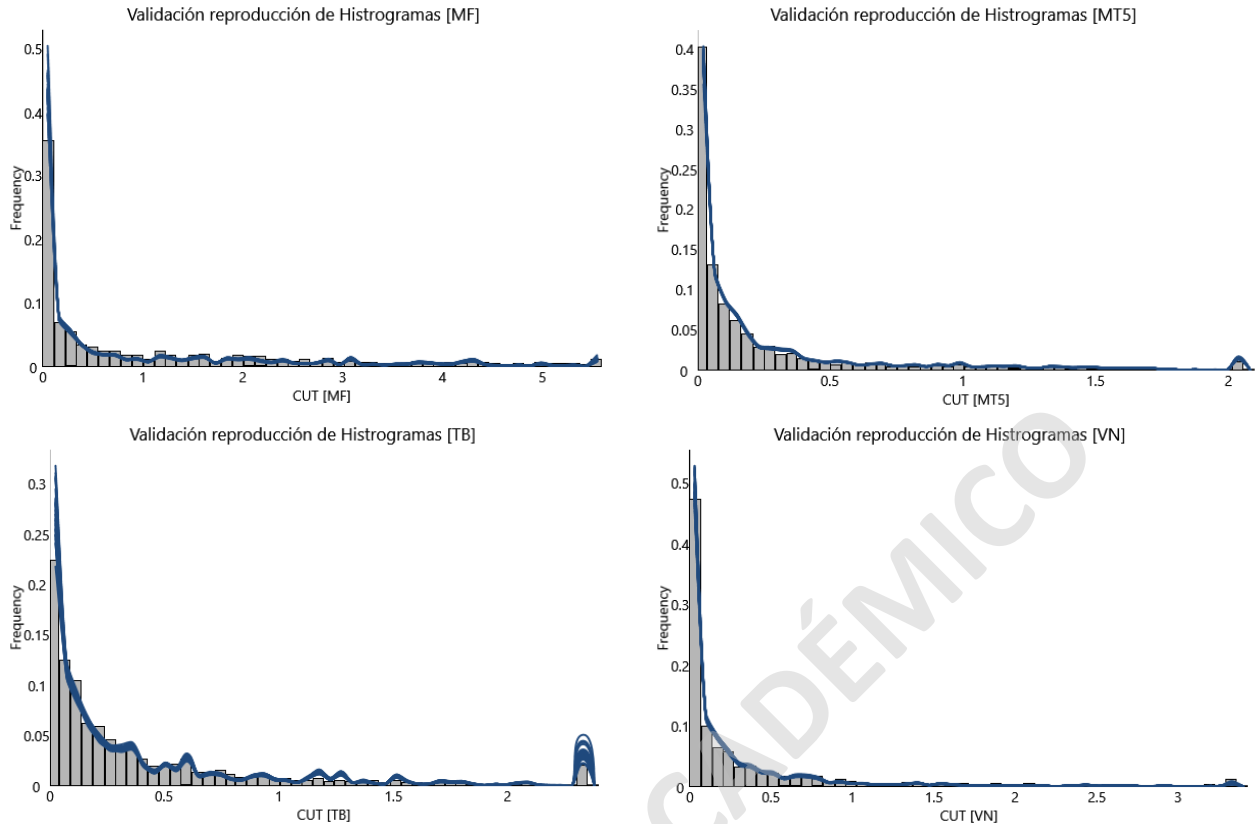 Validación reproducción de Histrogramas [MF]
0.5
0.4
0.3
0.2
0.1
0
Frequency
0 1 2 3 4 5
CUT [MF]
Validación reproducción de Histrogramas [MT5]
0.4
0.35
0.3
0.25
0.2
0.15
0.1
0.05
0
Frequency
0 0.5 1 1.5 2
CUT [MT5]
Validación reproducción de Histrogramas [TB]
0.3
0.25
0.2
0.15
0.1
0.05
0
Frequency
0 0.5 1 1.5 2
CUT [TB]
Validación reproducción de Histrogramas [VN]
0.5
0.4
0.3
0.2
0.1
0
Frequency
0 0.5 1 1.5 2 2.5 3
CUT [VN]
CADÉMICO